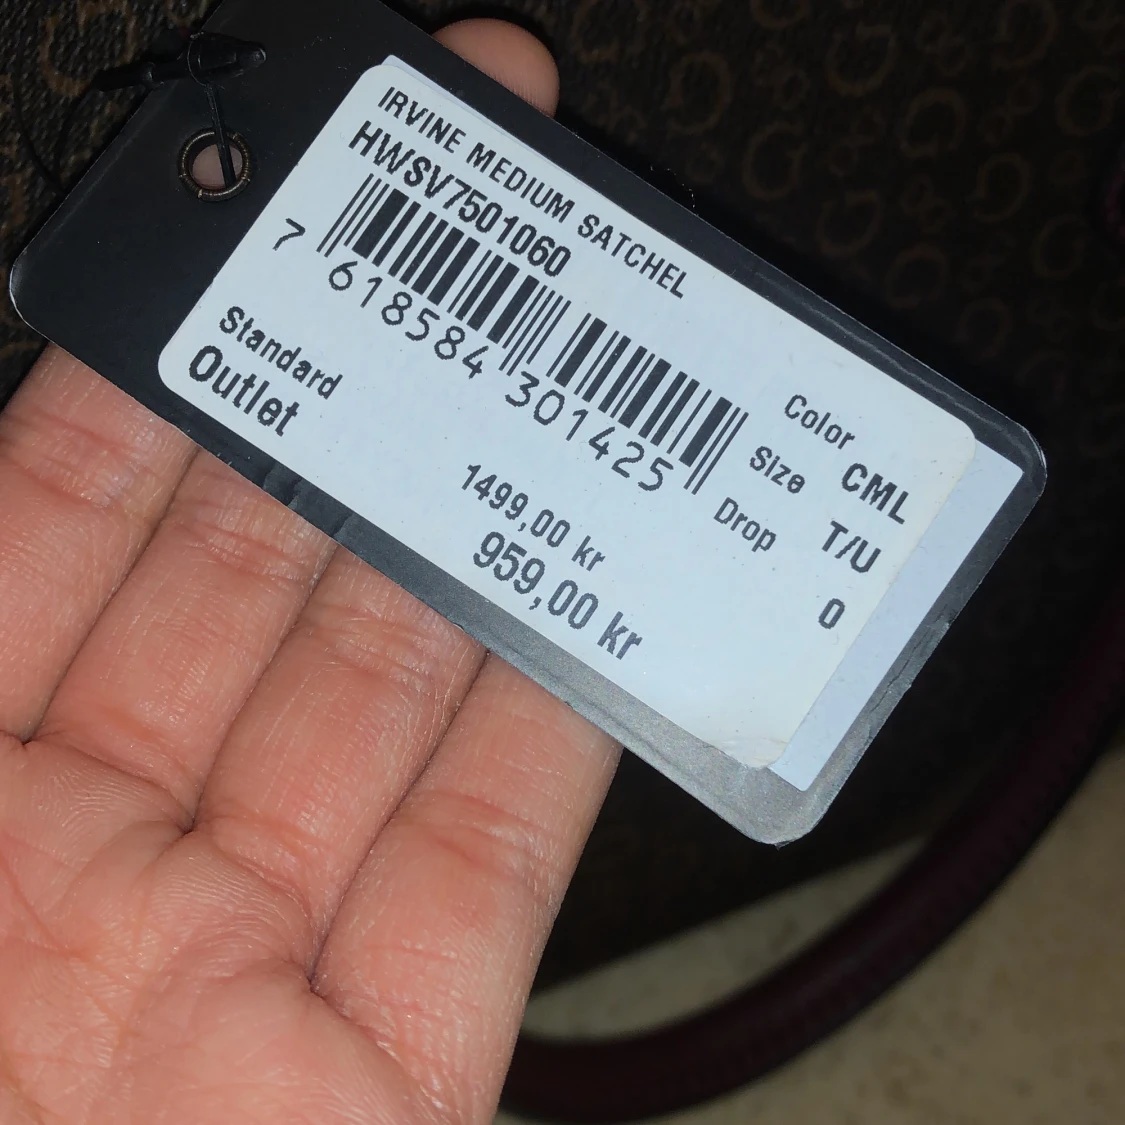 IRVINE MEDIUM SATCHEL
HWSV7501060
7 618584 301425
Color CML
Size T/U
Drop 0
Standard 1499,00 kr
Outlet 959,00 kr